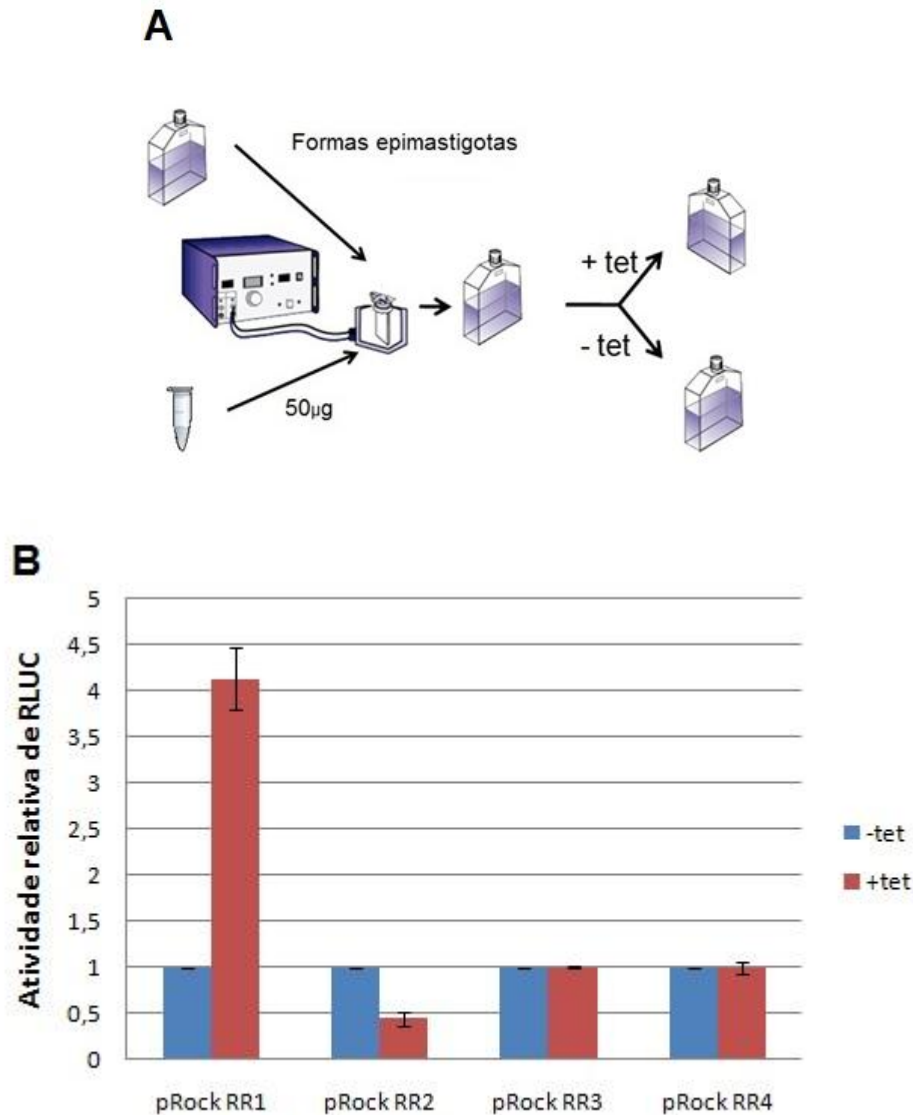 A
Formas epimastigotas
+ tet
- tet
50µg
B
Atividade relativa de RLUC
5
4,5
4
3,5
3
2,5
2
1,5
1
0,5
0
-tet
+tet
pRock RR1
pRock RR2
pRock RR3
pRock RR4